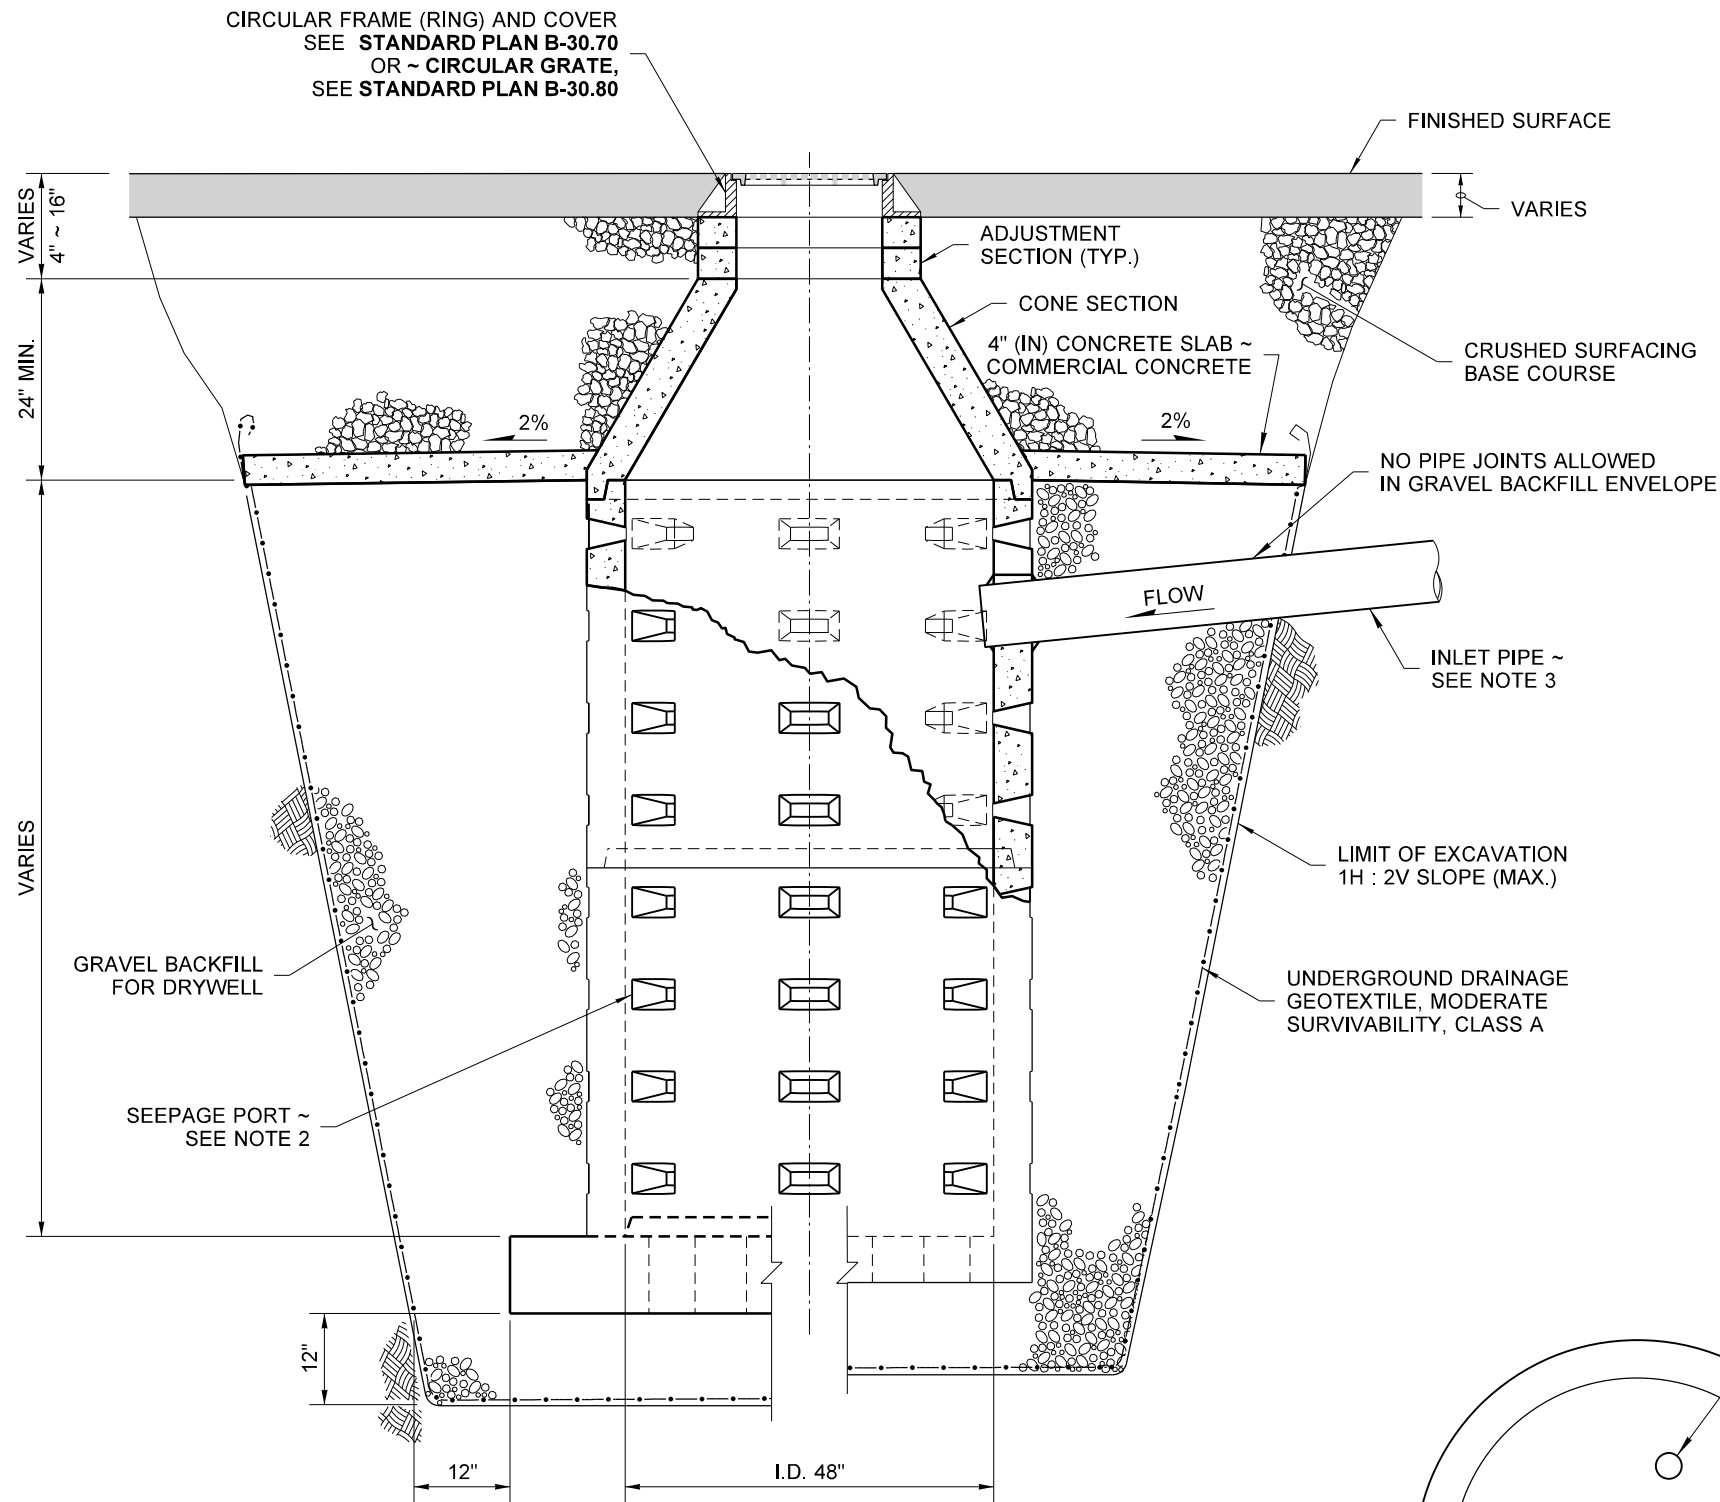 CIRCULAR FRAME (RING) AND COVER
SEE STANDARD PLAN B-30.70
OR ~ CIRCULAR GRATE,
SEE STANDARD PLAN B-30.80
FINISHED SURFACE
VARIES
4" ~ 16"
VARIES
ADJUSTMENT
SECTION (TYP.)
CONE SECTION
4" (IN) CONCRETE SLAB ~
COMMERCIAL CONCRETE
CRUSHED SURFACING
BASE COURSE
24" MIN.
2%
2%
NO PIPE JOINTS ALLOWED
IN GRAVEL BACKFILL ENVELOPE
FLOW
INLET PIPE ~
SEE NOTE 3
VARIES
LIMIT OF EXCAVATION
1H : 2V SLOPE (MAX.)
GRAVEL BACKFILL
FOR DRYWELL
UNDERGROUND DRAINAGE
GEOTEXTILE, MODERATE
SURVIVABILITY, CLASS A
SEEPAGE PORT ~
SEE NOTE 2
12"
12"
I.D. 48"